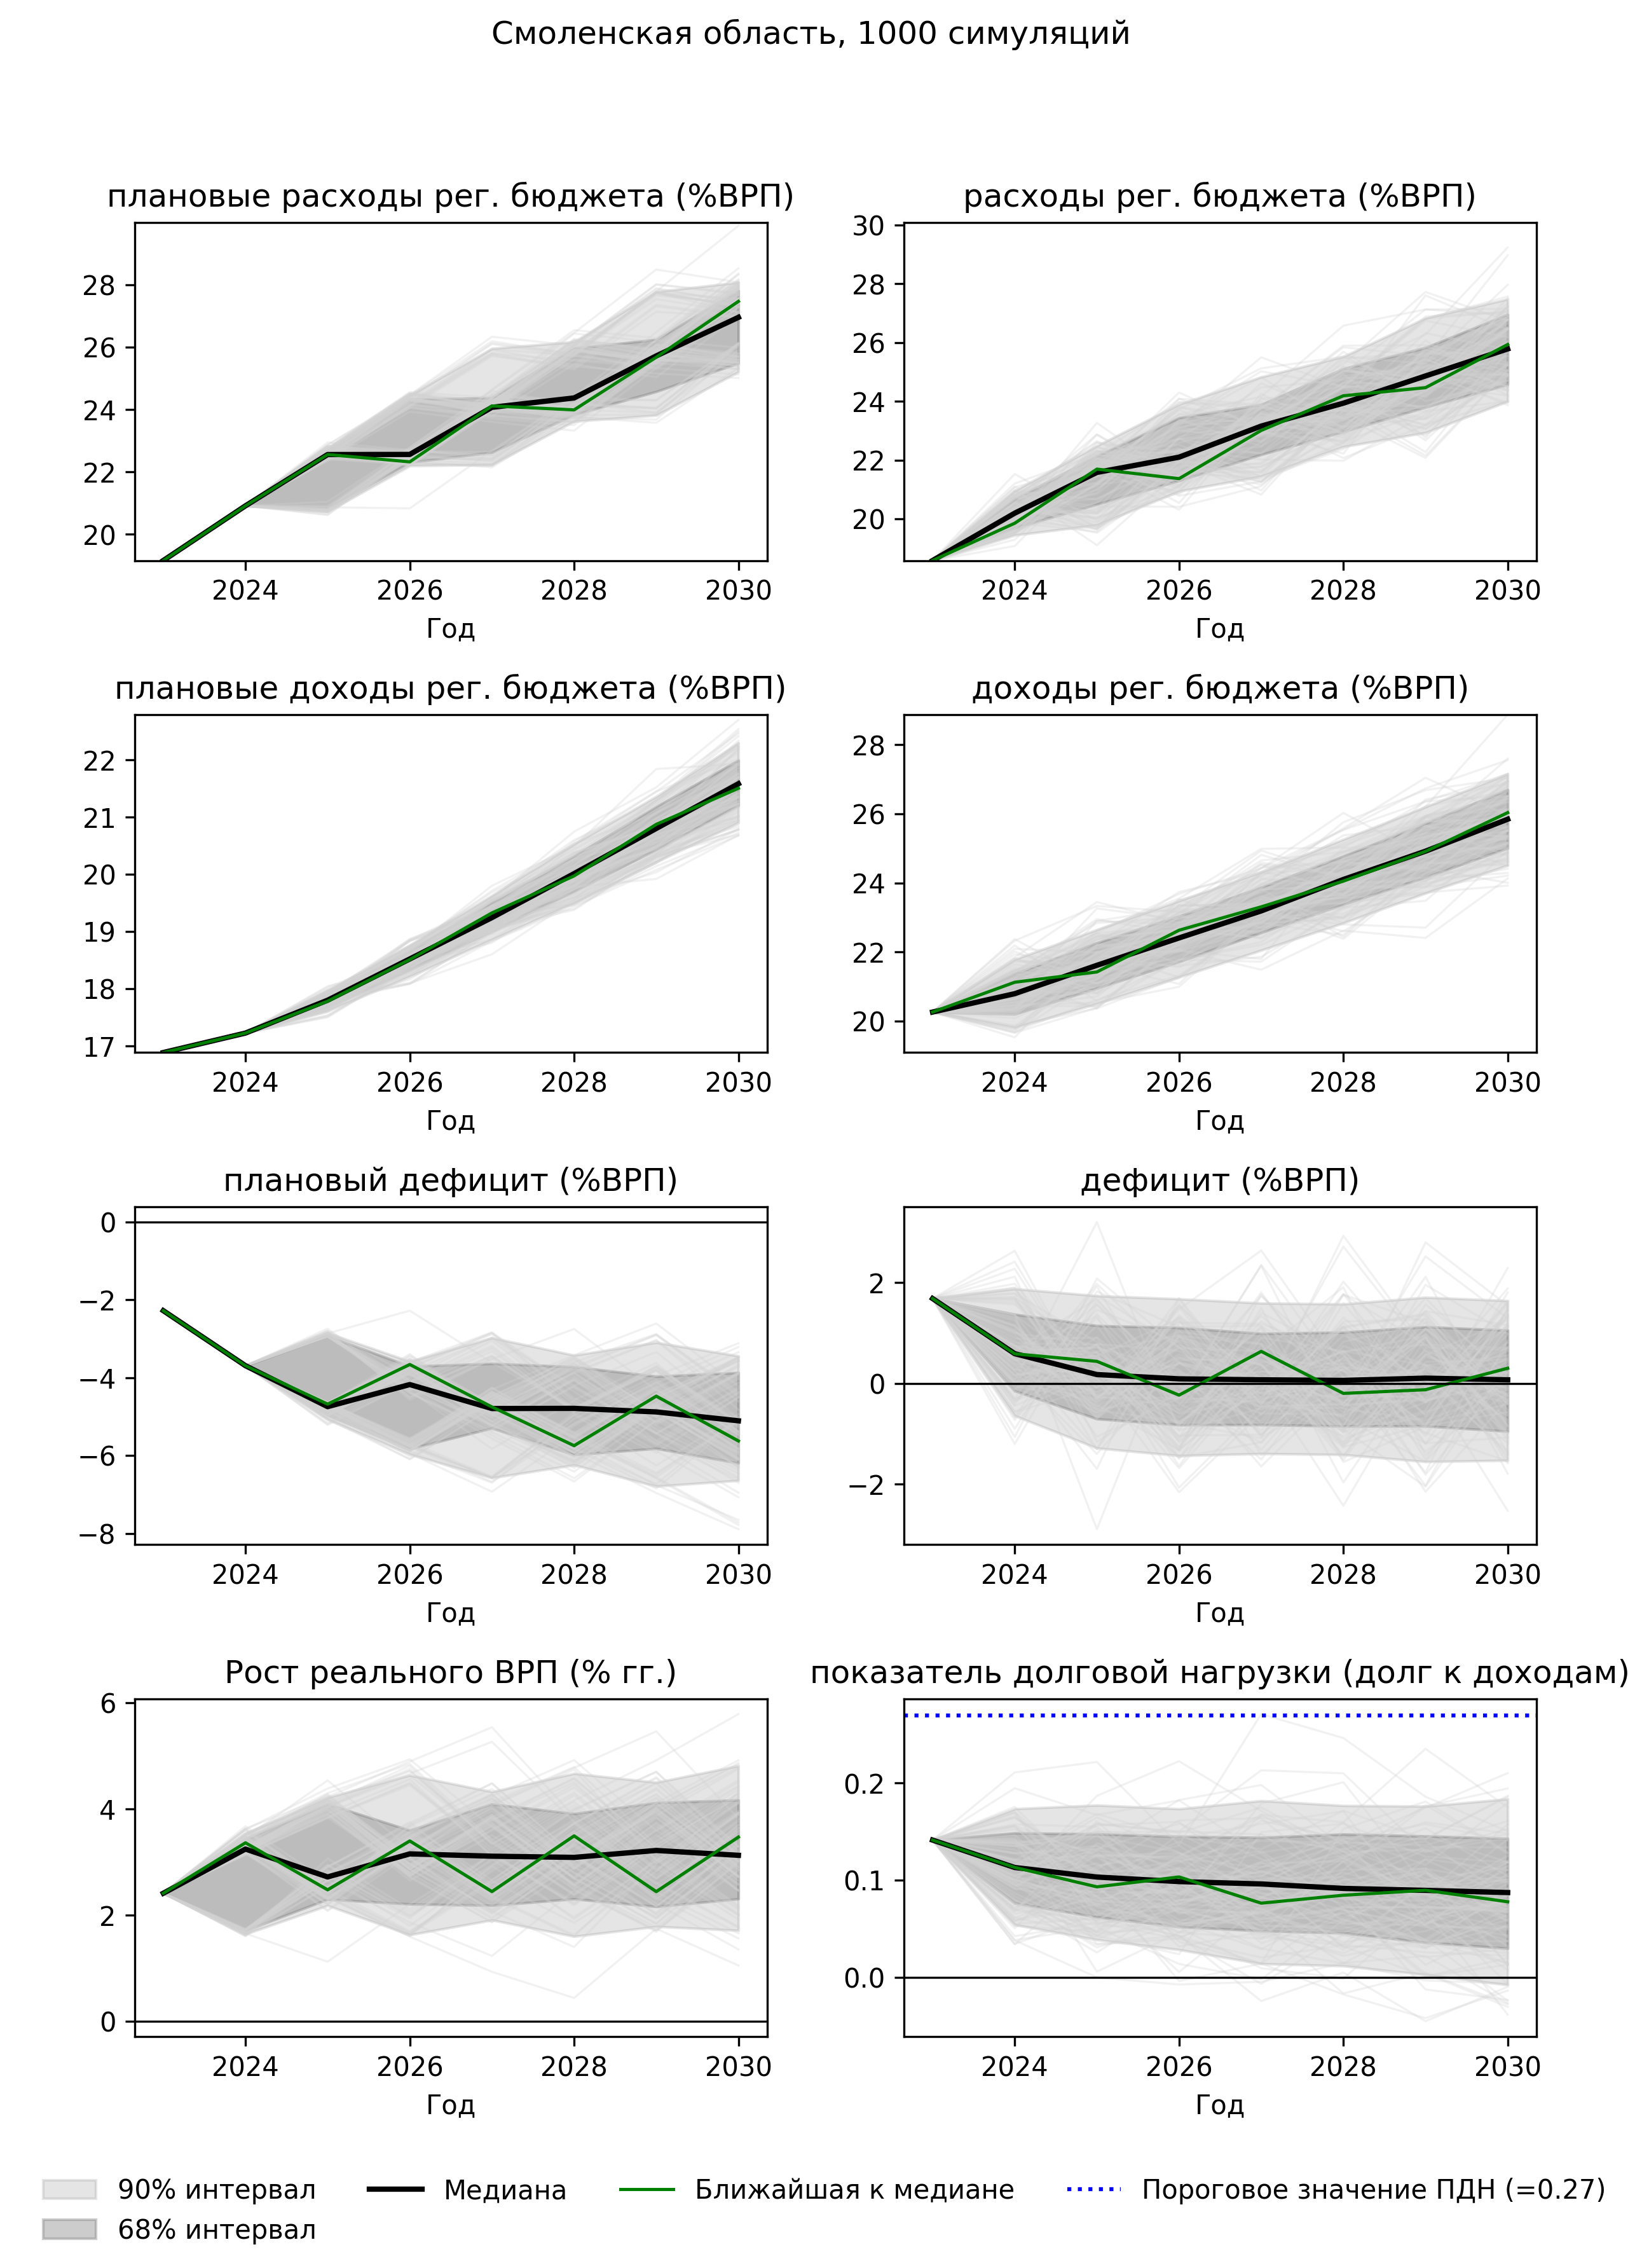 Смоленская область, 1000 симуляций
плановые расходы рег. бюджета (%ВРП)
28
26
24
22
20
2024 2026 2028 2030
Год
расходы рег. бюджета (%ВРП)
30
28
26
24
22
20
2024 2026 2028 2030
Год
плановые доходы рег. бюджета (%ВРП)
22
21
20
19
18
17
2024 2026 2028 2030
Год
доходы рег. бюджета (%ВРП)
28
26
24
22
20
2024 2026 2028 2030
Год
плановый дефицит (%ВРП)
0
−2
−4
−6
−8
2024 2026 2028 2030
Год
дефицит (%ВРП)
2
0
−2
2024 2026 2028 2030
Год
Рост реального ВРП (% гг.)
6
4
2
0
2024 2026 2028 2030
Год
показатель долговой нагрузки (долг к доходам)
0.2
0.1
0.0
2024 2026 2028 2030
Год
90% интервал
68% интервал
Медиана
Ближайшая к медиане
Пороговое значение ПДН (=0.27)